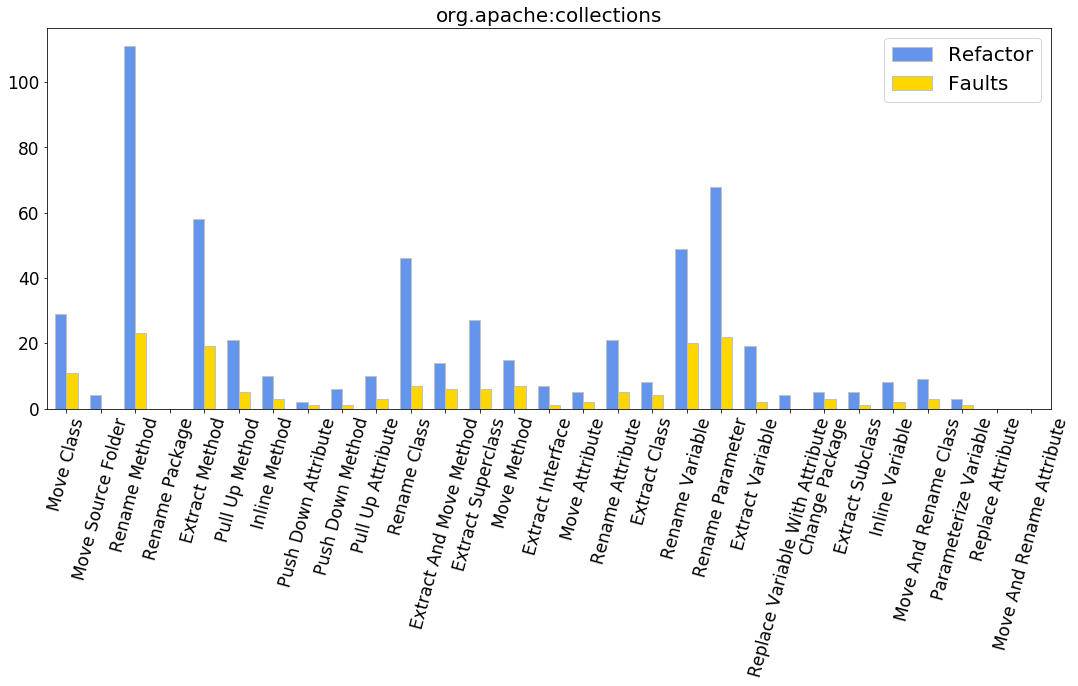 org.apache:collections
Refactor
Faults
100
80
60
40
20
0
Move Class
Move Source Folder
Rename Method
Rename Package
Extract Method
Pull Up Method
Inline Method
Push Down Attribute
Push Down Method
Pull Up Attribute
Rename Class
Extract And Move Method
Extract Superclass
Move Method
Extract Interface
Move Attribute
Rename Attribute
Extract Class
Rename Variable
Rename Parameter
Extract Variable
Replace Variable With Attribute
Change Package
Extract Subclass
Inline Variable
Move And Rename Class
Parameterize Variable
Replace Attribute
Move And Rename Attribute